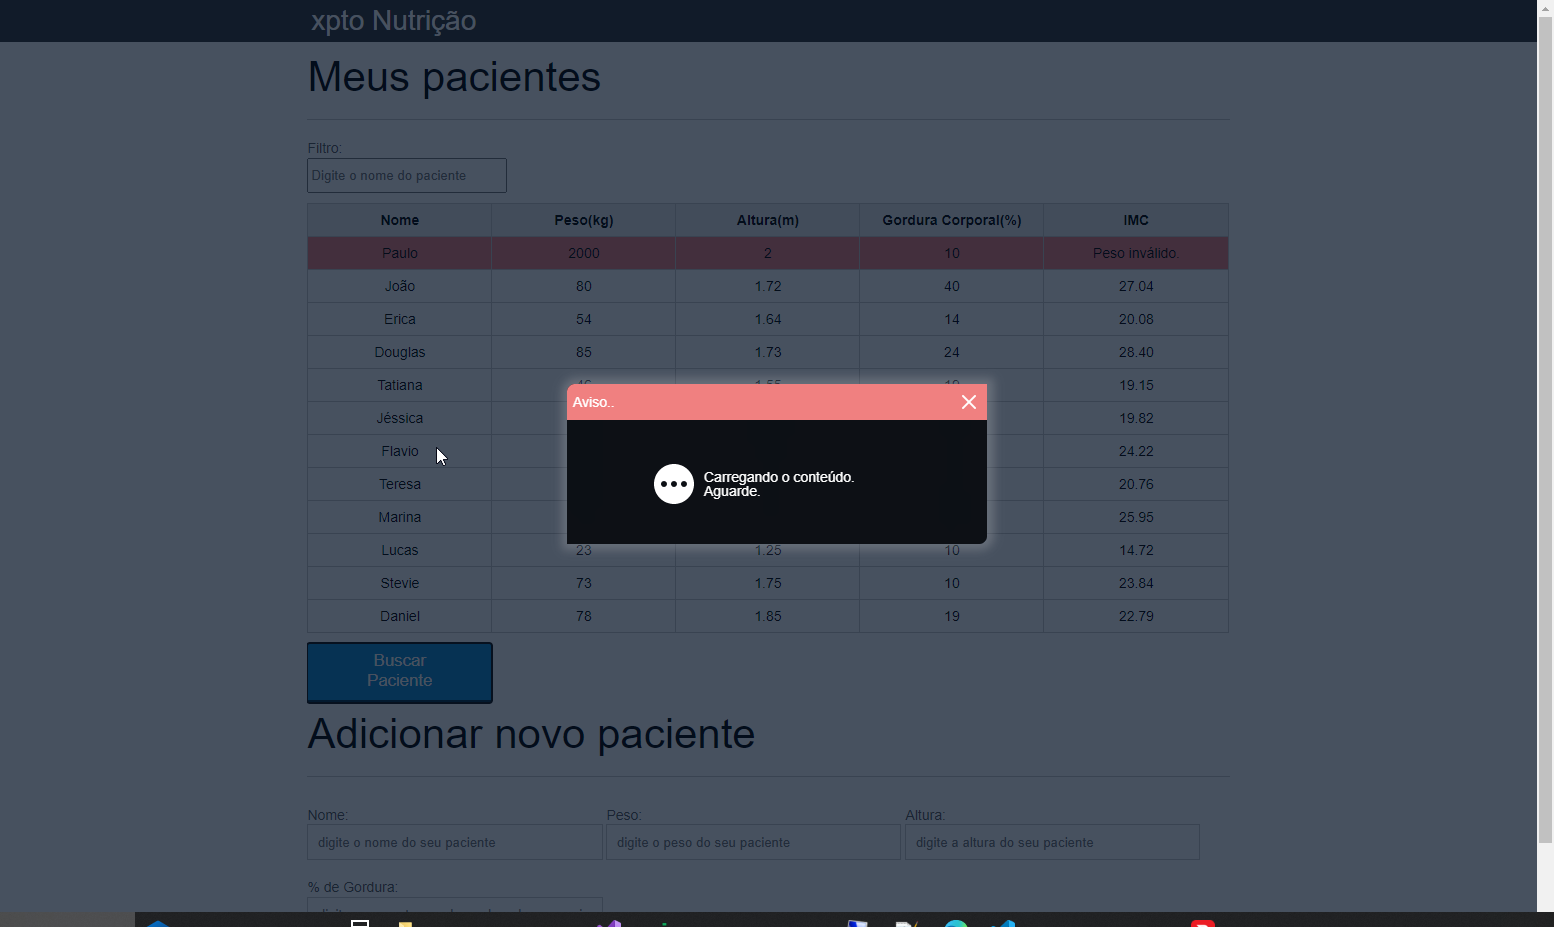 xpto Nutrição
Meus pacientes
Filtro:
Digite o nome do paciente
Nome Peso(kg) Altura(m) Gordura Corporal(%) IMC
Paulo 2000 2 10 Peso inválido.
João 80 1.72 40 27.04
Erica 54 1.64 14 20.08
Douglas 85 1.73 24 28.40
Tatiana 19.15
Aviso..
Jéssica 19.82
Flavio 24.22
Carregando o conteúdo.
Aguarde.
Teresa 20.76
Marina 25.95
Lucas 23 1.25 10 14.72
Stevie 73 1.75 10 23.84
Daniel 78 1.85 19 22.79
Buscar
Paciente
Adicionar novo paciente
Nome: Peso: Altura:
digite o nome do seu paciente digite o peso do seu paciente digite a altura do seu paciente
% de Gordura: